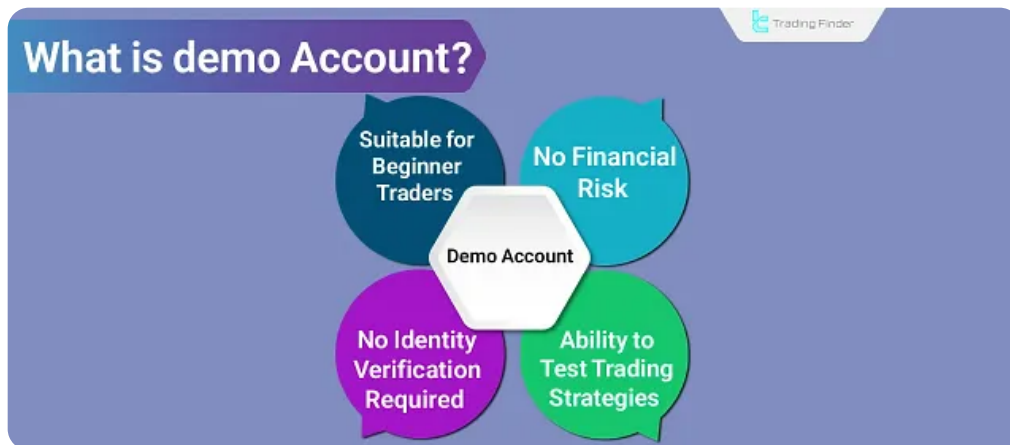 What is demo Account?
Trading Finder
Suitable for
Beginner
Traders
No Financial
Risk
Demo Account
No Identity
Verification
Required
Ability to
Test Trading
Strategies